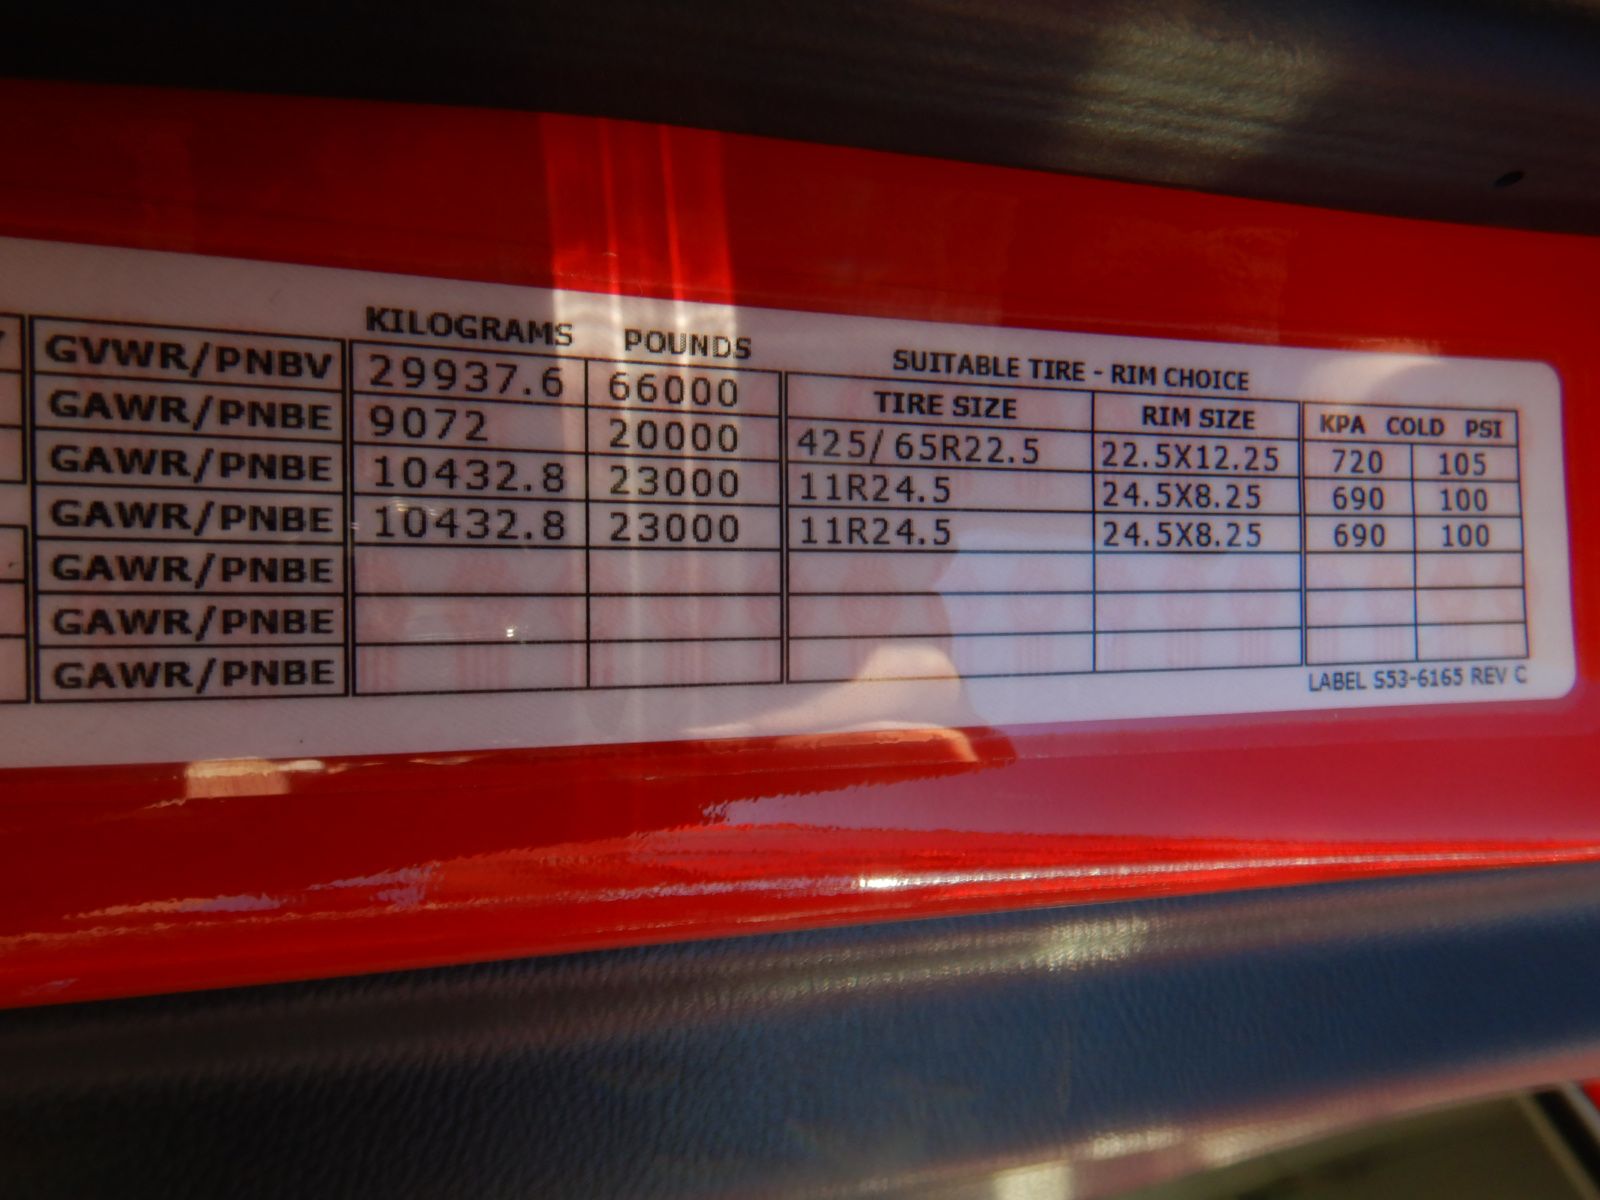 KILOGRAMS POUNDS SUITABLE TIRE - RIM CHOICE
GVWR/PNBV 29937.6 66000 TIRE SIZE RIM SIZE KPA COLD PSI
GAWR/PNBE 9072 20000 425/65R22.5 22.5X12.25 720 105
GAWR/PNBE 10432.8 23000 11R24.5 24.5X8.25 690 100
GAWR/PNBE 10432.8 23000 11R24.5 24.5X8.25 690 100
GAWR/PNBE
GAWR/PNBE
GAWR/PNBE
LABEL S53-6165 REV C